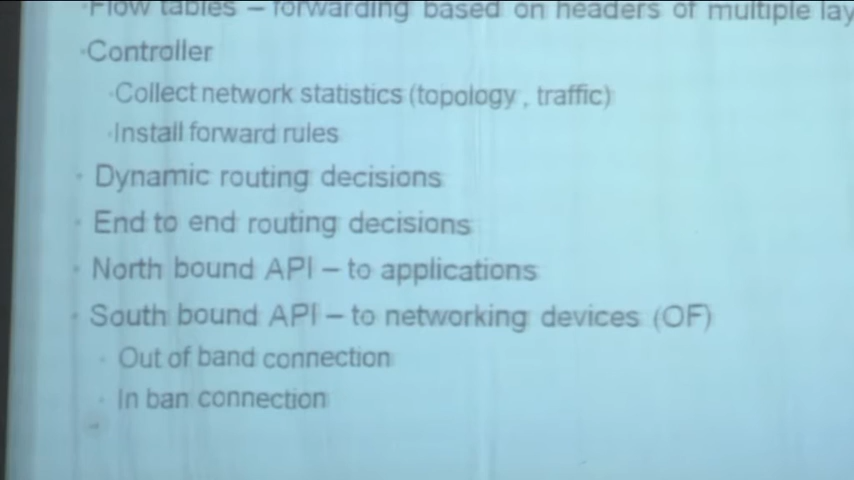 ·Flow tables – forwarding based on headers of multiple lay
·Controller
·Collect network statistics (topology , traffic)
·Install forward rules
· Dynamic routing decisions
· End to end routing decisions
· North bound API – to applications
· South bound API – to networking devices (OF)
· Out of band connection
· In ban connection